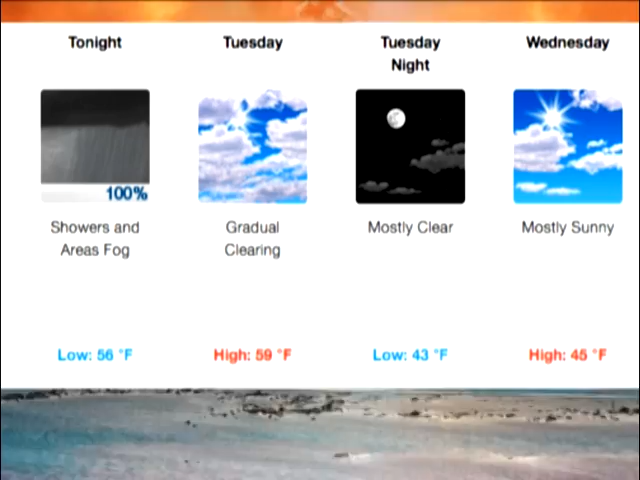 Tonight
Tuesday
Tuesday
Night
Wednesday
100%
Showers and
Areas Fog
Gradual
Clearing
Mostly Clear
Mostly Sunny
Low: 56 °F
High: 59 °F
Low: 43 °F
High: 45 °F